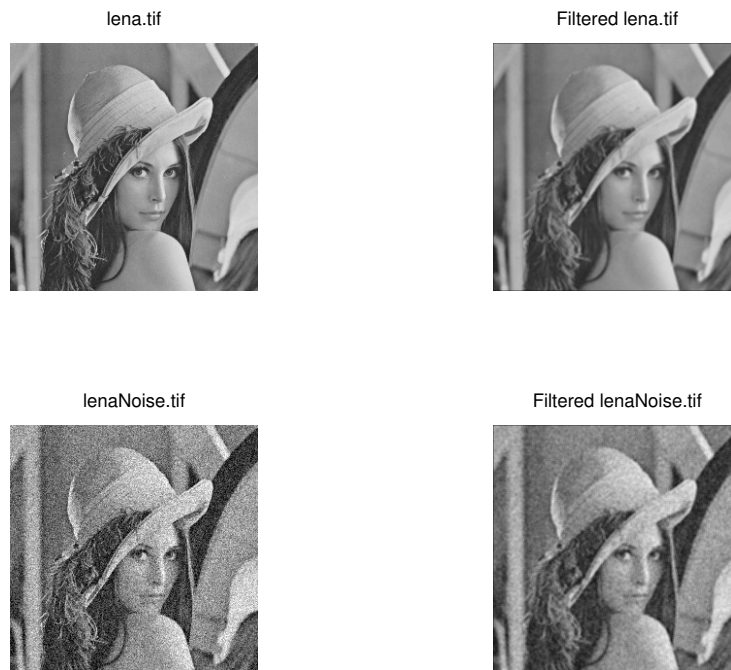 lena.tif
Filtered lena.tif
lenaNoise.tif
Filtered lenaNoise.tif